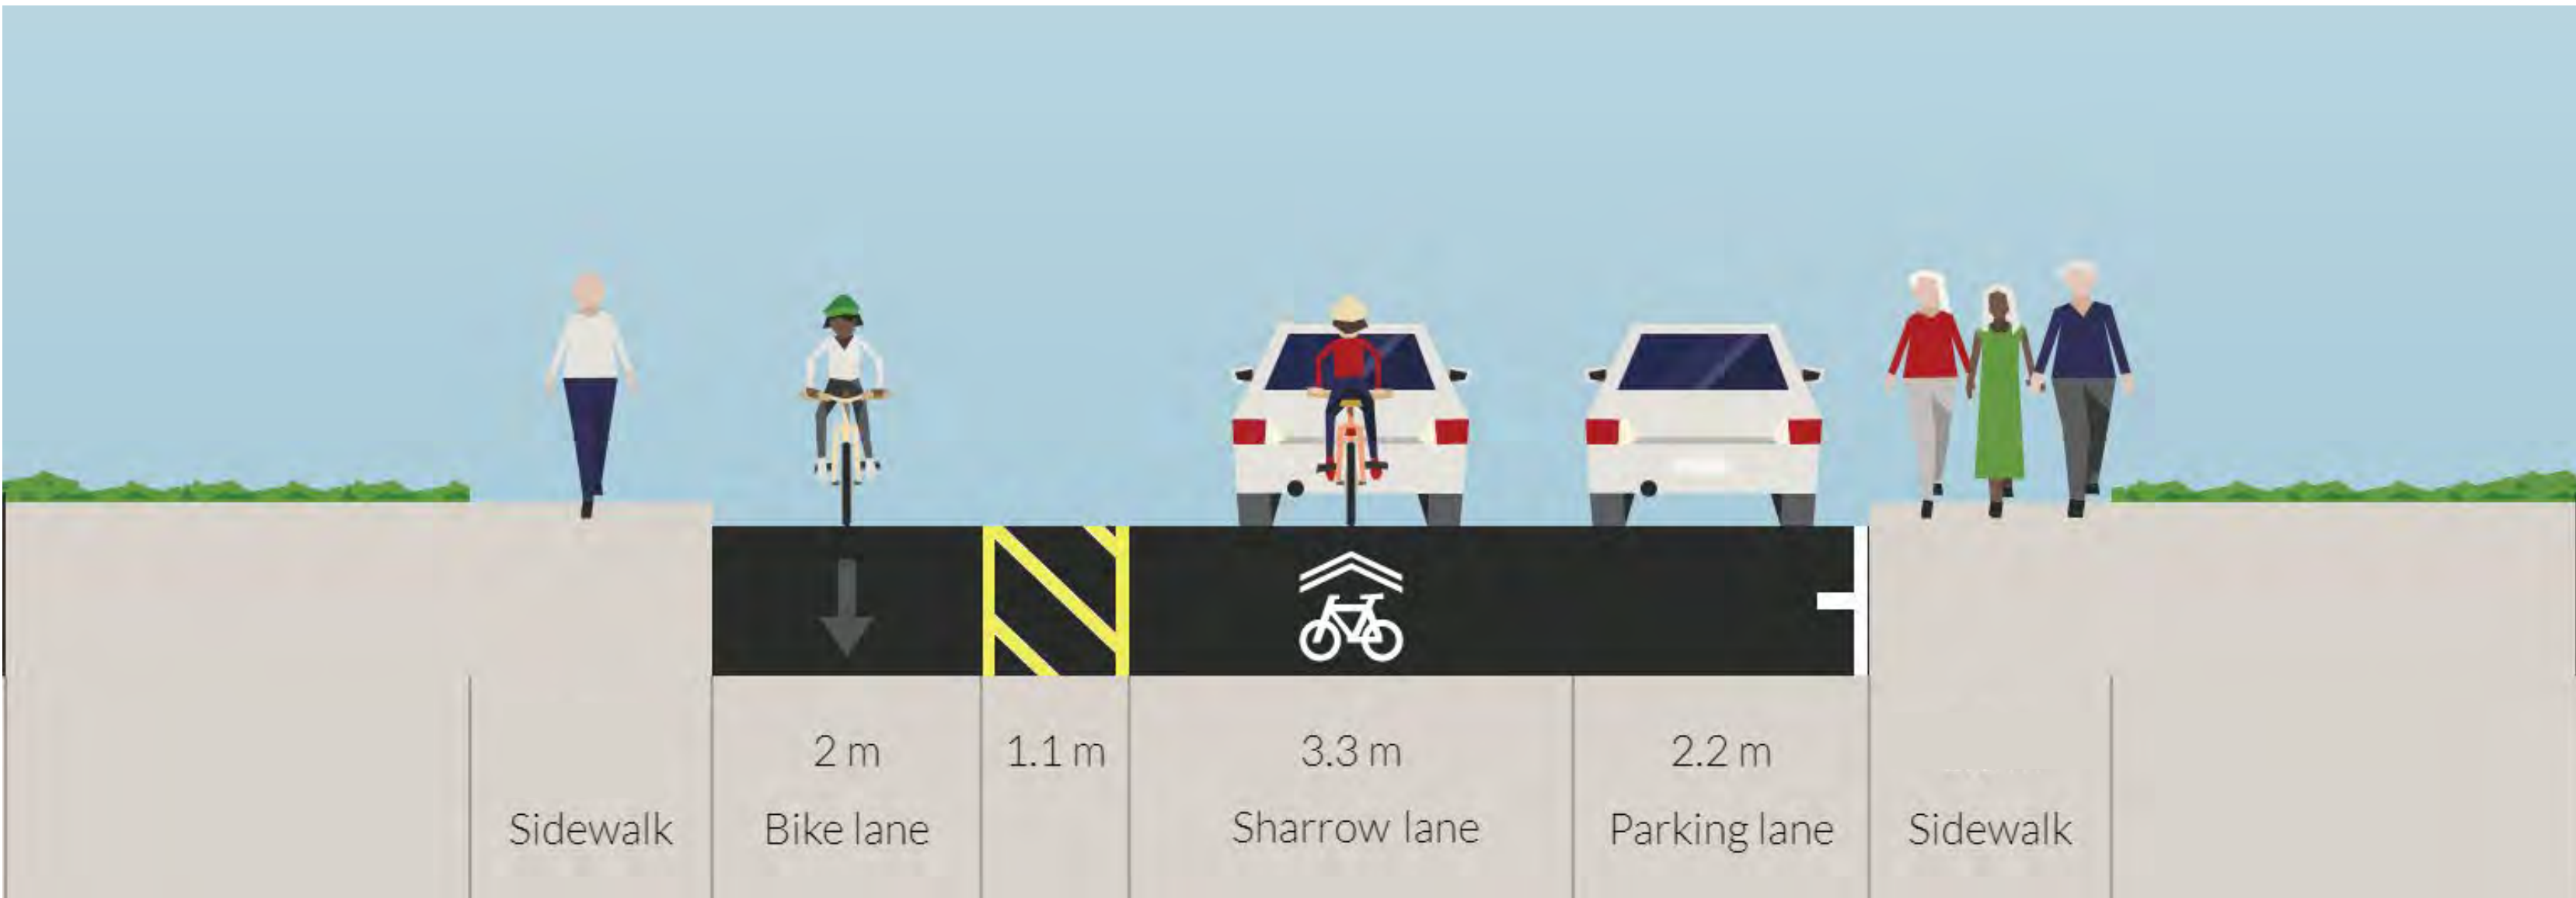 2 m
1.1 m
3.3 m
2.2 m
Sidewalk
Bike lane
Sharrow lane
Parking lane
Sidewalk